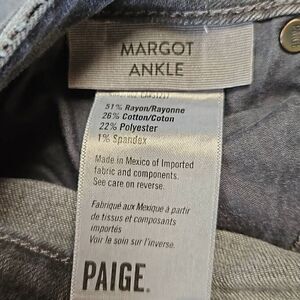 MARGOT
ANKLE
51% Rayon/Rayonne
26% Cotton/Coton
22% Polyester
1% Spandex
Made in Mexico of Imported
fabric and components.
See care on reverse.
Fabriqué aux Mexique à partir
de tissus et composants
importés
Voir le soin sur l'inverse.
PAIGE.